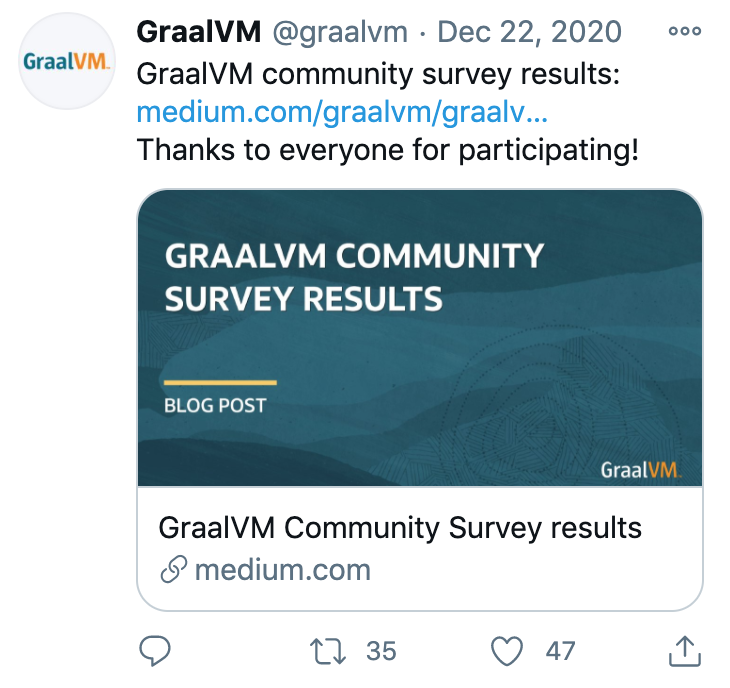 GraalVM @graalvm · Dec 22, 2020
GraalVM.
GraalVM community survey results:
medium.com/graalvm/graalv...
Thanks to everyone for participating!
GRAALVM COMMUNITY
SURVEY RESULTS
BLOG POST
GraalVM.
GraalVM Community Survey results
medium.com
35 47